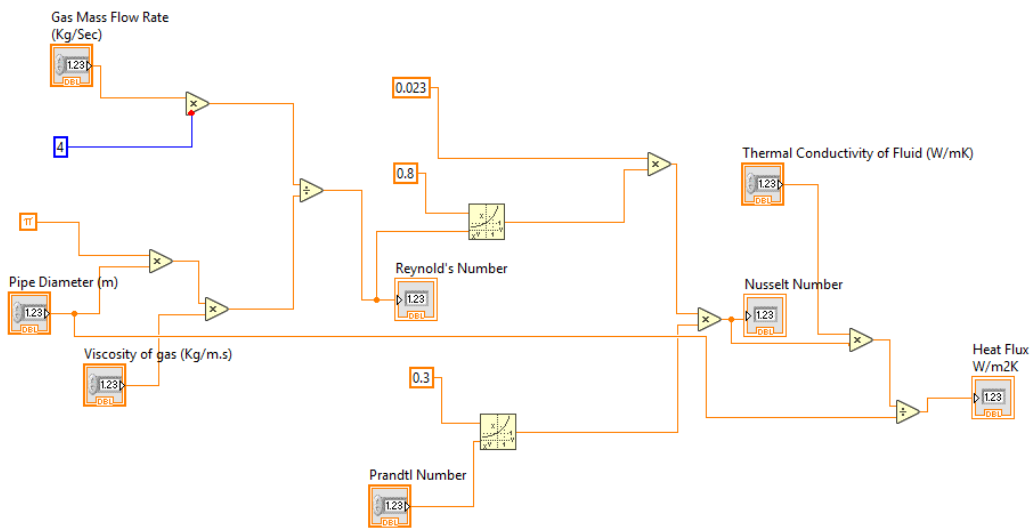 Gas Mass Flow Rate
(Kg/Sec)
1.23
DBL
×
4
÷
π
×
Pipe Diameter (m)
1.23
DBL
×
Viscosity of gas (Kg/m.s)
1.23
DBL
0.023
0.8
×
Reynold's Number
1.23
DBL
0.3
Prandtl Number
1.23
DBL
Thermal Conductivity of Fluid (W/mK)
1.23
DBL
Nusselt Number
1.23
DBL
×
×
÷
Heat Flux
W/m2K
1.23
DBL